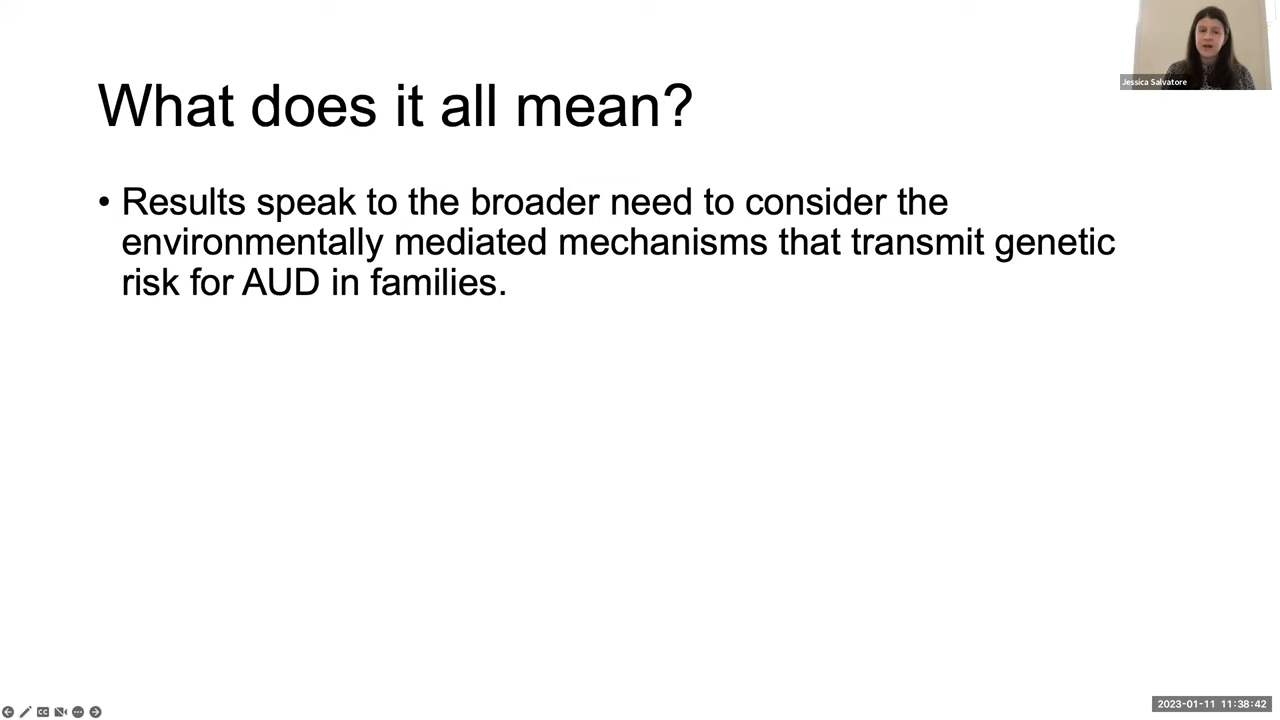 Jessica Salvatore
What does it all mean?
• Results speak to the broader need to consider the
environmentally mediated mechanisms that transmit genetic
risk for AUD in families.
CC
2023-01-11 11:38:42